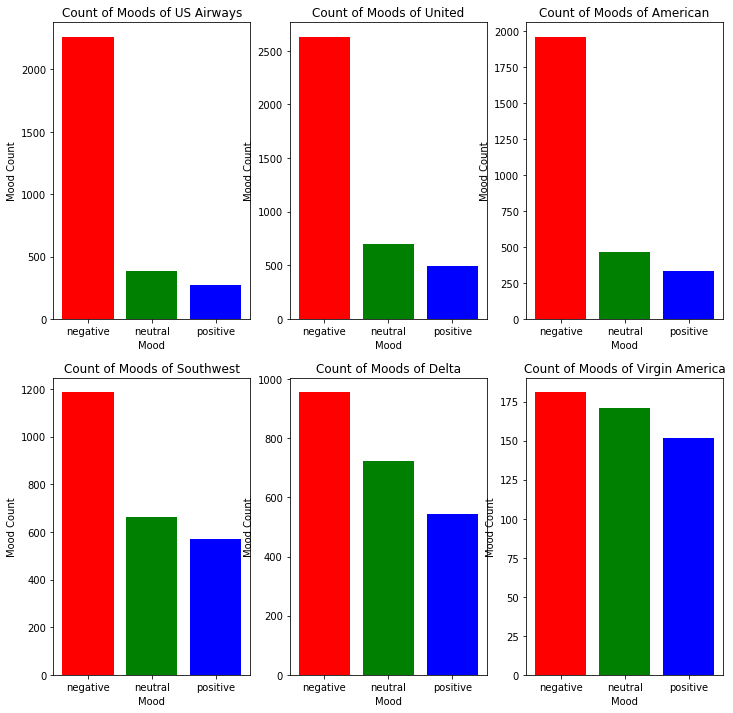 Count of Moods of US Airways
Mood Count
2000
1500
1000
500
0
negative neutral positive
Mood
Count of Moods of United
Mood Count
2500
2000
1500
1000
500
0
negative neutral positive
Mood
Count of Moods of American
Mood Count
2000
1750
1500
1250
1000
750
500
250
0
negative neutral positive
Mood
Count of Moods of Southwest
Mood Count
1200
1000
800
600
400
200
0
negative neutral positive
Mood
Count of Moods of Delta
Mood Count
1000
800
600
400
200
0
negative neutral positive
Mood
Count of Moods of Virgin America
Mood Count
175
150
125
100
75
50
25
0
negative neutral positive
Mood